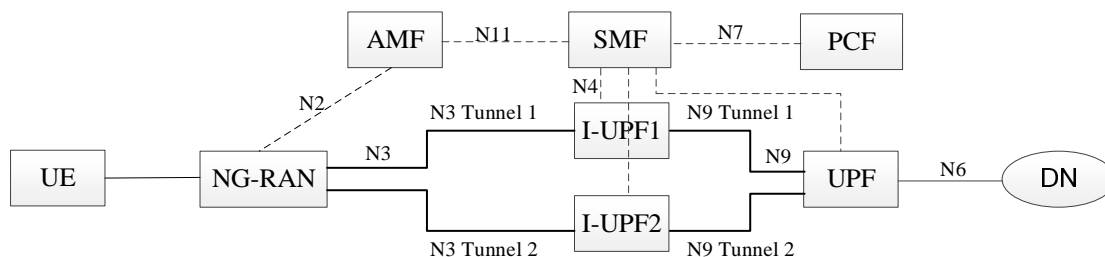 AMF
N11
SMF
N7
PCF
N2
N4
N3 Tunnel 1
I-UPF1
N9 Tunnel 1
UE
NG-RAN
N3
N9
UPF
N6
DN
I-UPF2
N3 Tunnel 2
N9 Tunnel 2